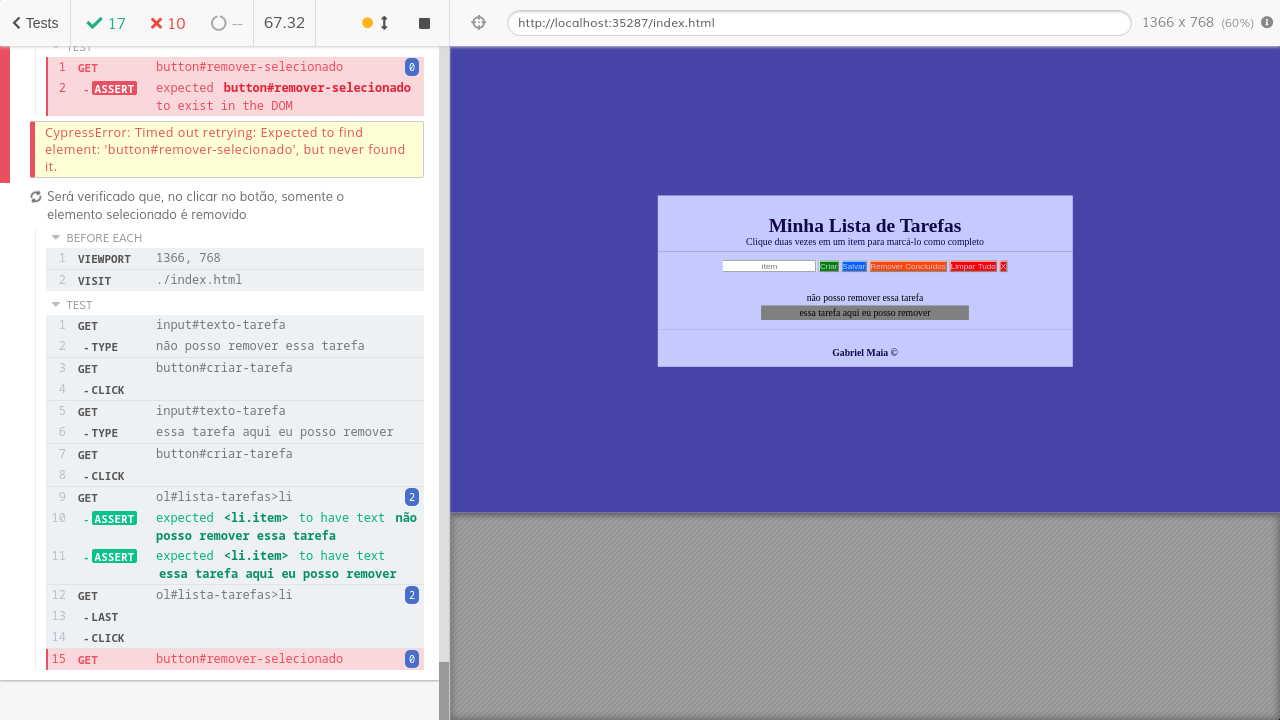 Tests
17
10
--
67.32
http://localhost:35287/index.html
1366 x 768 (60%)
TEST
1 GET button#remover-selecionado 0
2 - ASSERT expected button#remover-selecionado
to exist in the DOM
CypressError: Timed out retrying: Expected to find
element: 'button#remover-selecionado', but never found
it.
Será verificado que, no clicar no botão, somente o
elemento selecionado é removido
BEFORE EACH
1 VIEWPORT 1366, 768
2 VISIT ./index.html
TEST
1 GET input#texto-tarefa
2 - TYPE não posso remover essa tarefa
3 GET button#criar-tarefa
4 - CLICK
5 GET input#texto-tarefa
6 - TYPE essa tarefa aqui eu posso remover
7 GET button#criar-tarefa
8 - CLICK
9 GET ol#lista-tarefas>li 2
10 - ASSERT expected <li.item> to have text não
posso remover essa tarefa
11 - ASSERT expected <li.item> to have text
essa tarefa aqui eu posso remover
12 GET ol#lista-tarefas>li 2
13 - LAST
14 - CLICK
15 GET button#remover-selecionado 0
Minha Lista de Tarefas
Clique duas vezes em um item para marcá-lo como completo
item Criar Salvar Remover Concluídos Limpar Tudo X
não posso remover essa tarefa
essa tarefa aqui eu posso remover
Gabriel Maia ©